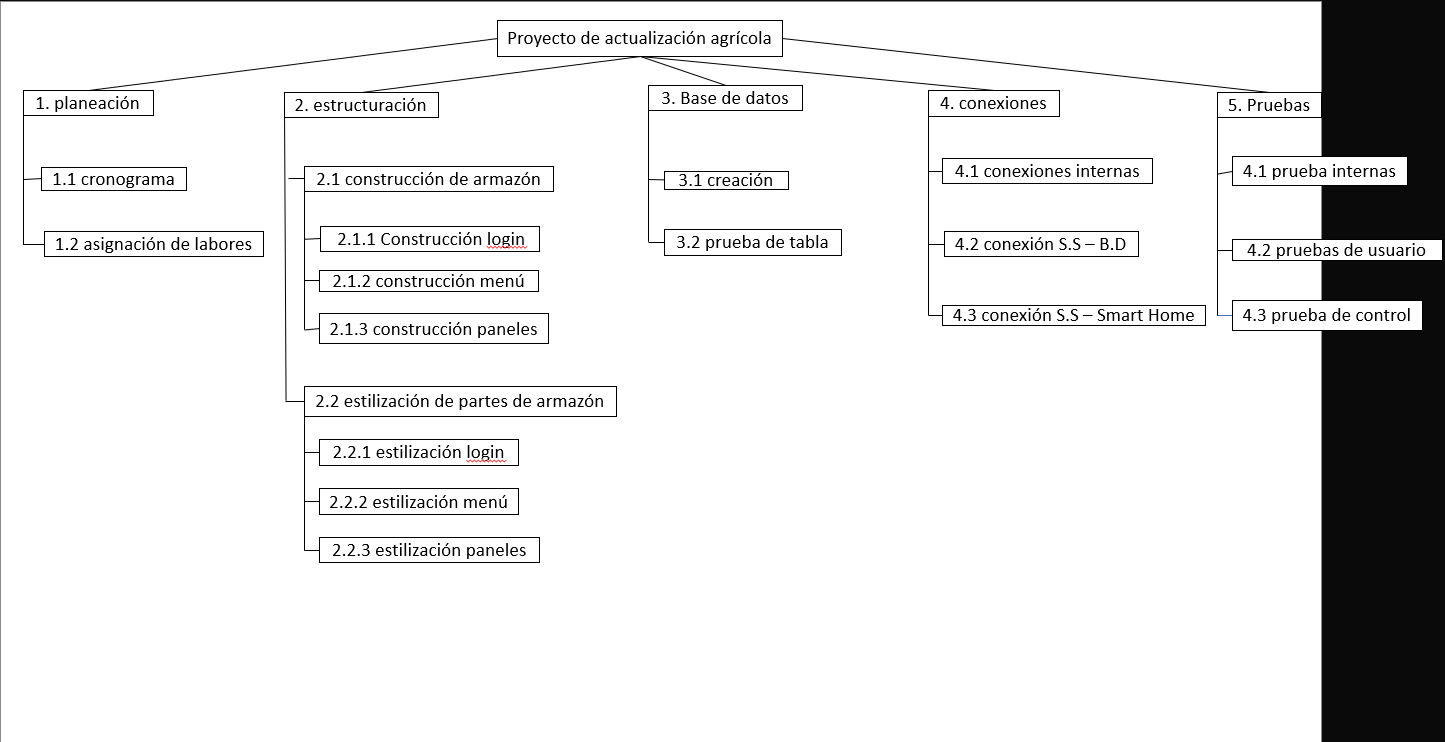 Proyecto de actualización agrícola
1. planeación
1.1 cronograma
1.2 asignación de labores
2. estructuración
2.1 construcción de armazón
2.1.1 Construcción login
2.1.2 construcción menú
2.1.3 construcción paneles
2.2 estilización de partes de armazón
2.2.1 estilización login
2.2.2 estilización menú
2.2.3 estilización paneles
3. Base de datos
3.1 creación
3.2 prueba de tabla
4. conexiones
4.1 conexiones internas
4.2 conexión S.S – B.D
4.3 conexión S.S – Smart Home
5. Pruebas
4.1 prueba internas
4.2 pruebas de usuario
4.3 prueba de control